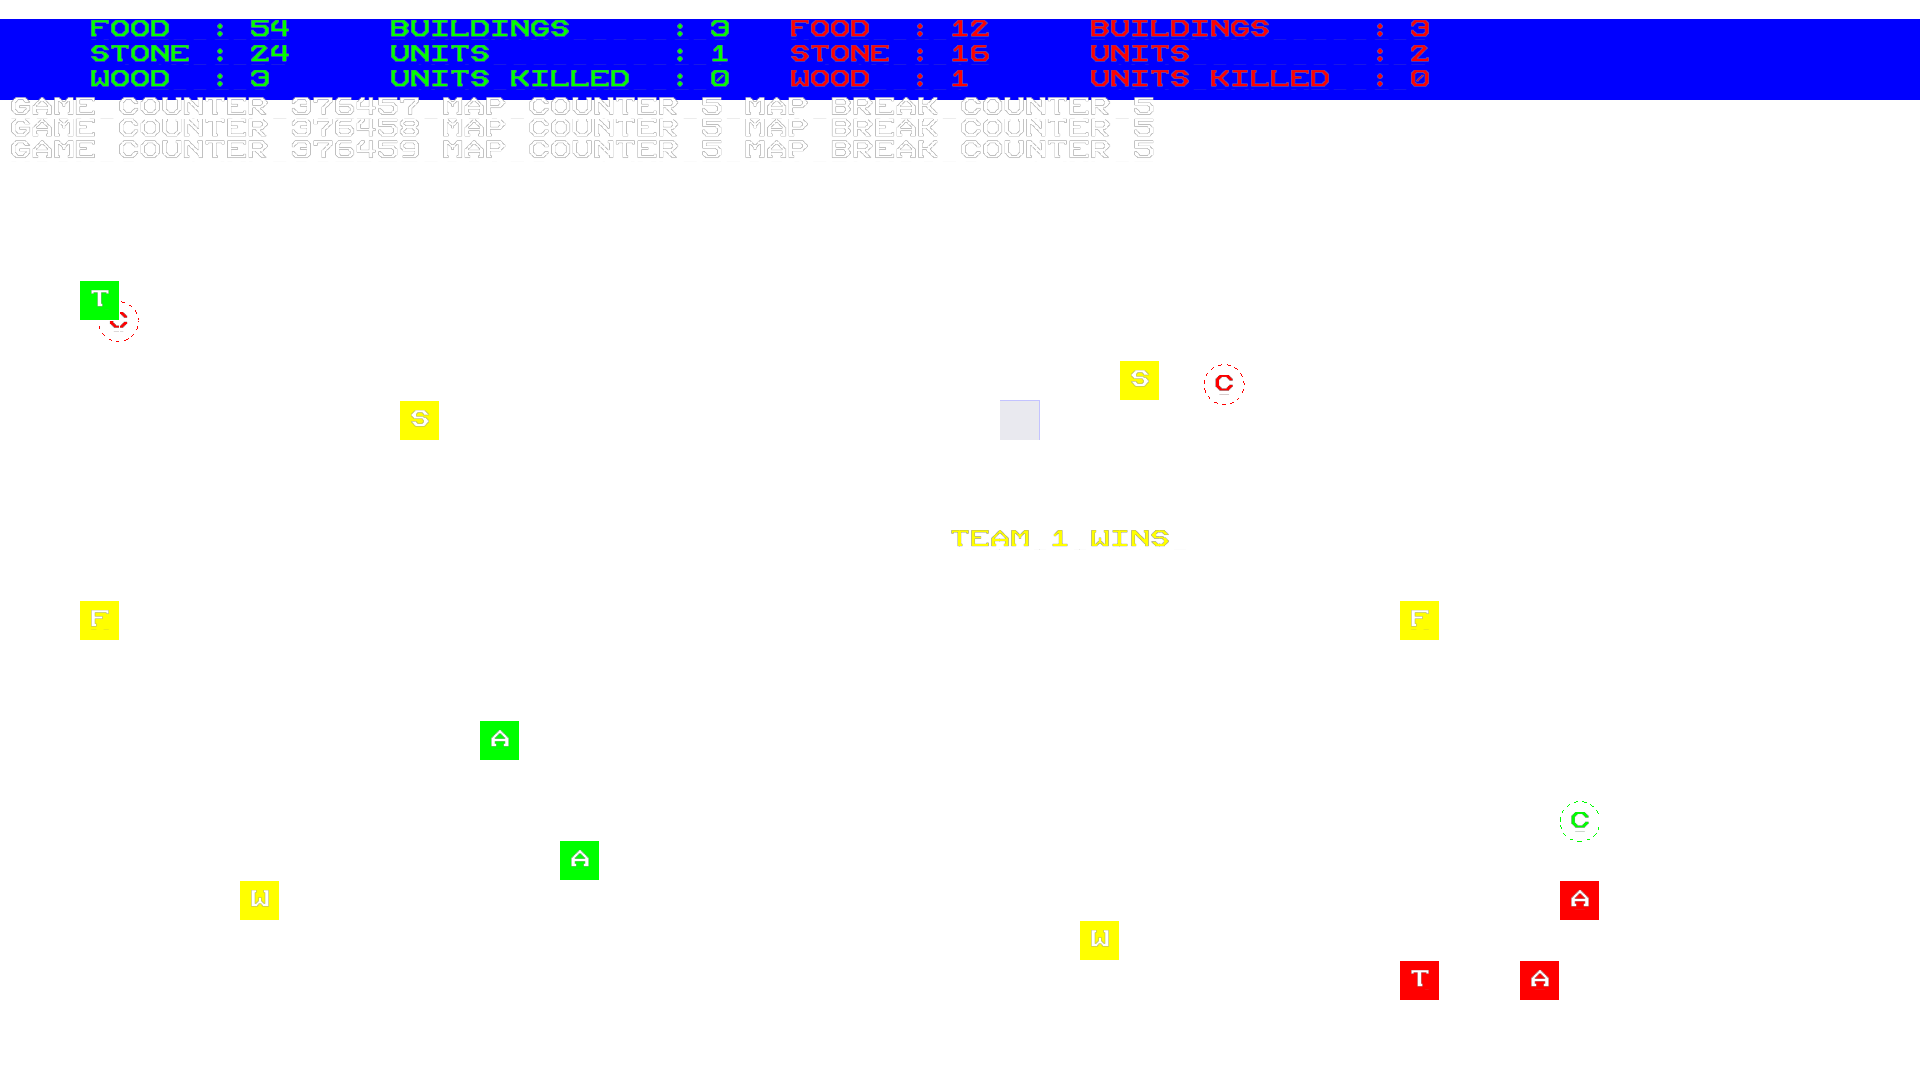 FOOD : 54 BUILDINGS : 3 FOOD : 12 BUILDINGS : 3
STONE : 24 UNITS : 1 STONE : 16 UNITS : 2
WOOD : 3 UNITS KILLED : 0 WOOD : 1 UNITS KILLED : 0
GAME COUNTER 376457 MAP COUNTER 5 MAP BREAK COUNTER 5
GAME COUNTER 376458 MAP COUNTER 5 MAP BREAK COUNTER 5
GAME COUNTER 376459 MAP COUNTER 5 MAP BREAK COUNTER 5
T
C
S
C
S
TEAM 1 WINS
F
F
A
C
A
W
A
W
T
A